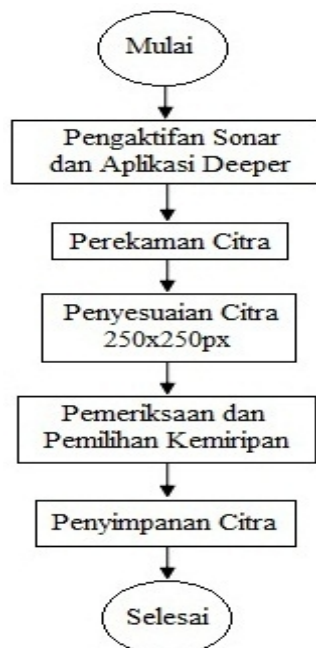 Mulai
Pengaktifan Sonar
dan Aplikasi Deeper
Perekaman Citra
Penyesuaian Citra
250x250px
Pemeriksaan dan
Pemilihan Kemiripan
Penyimpanan Citra
Selesai